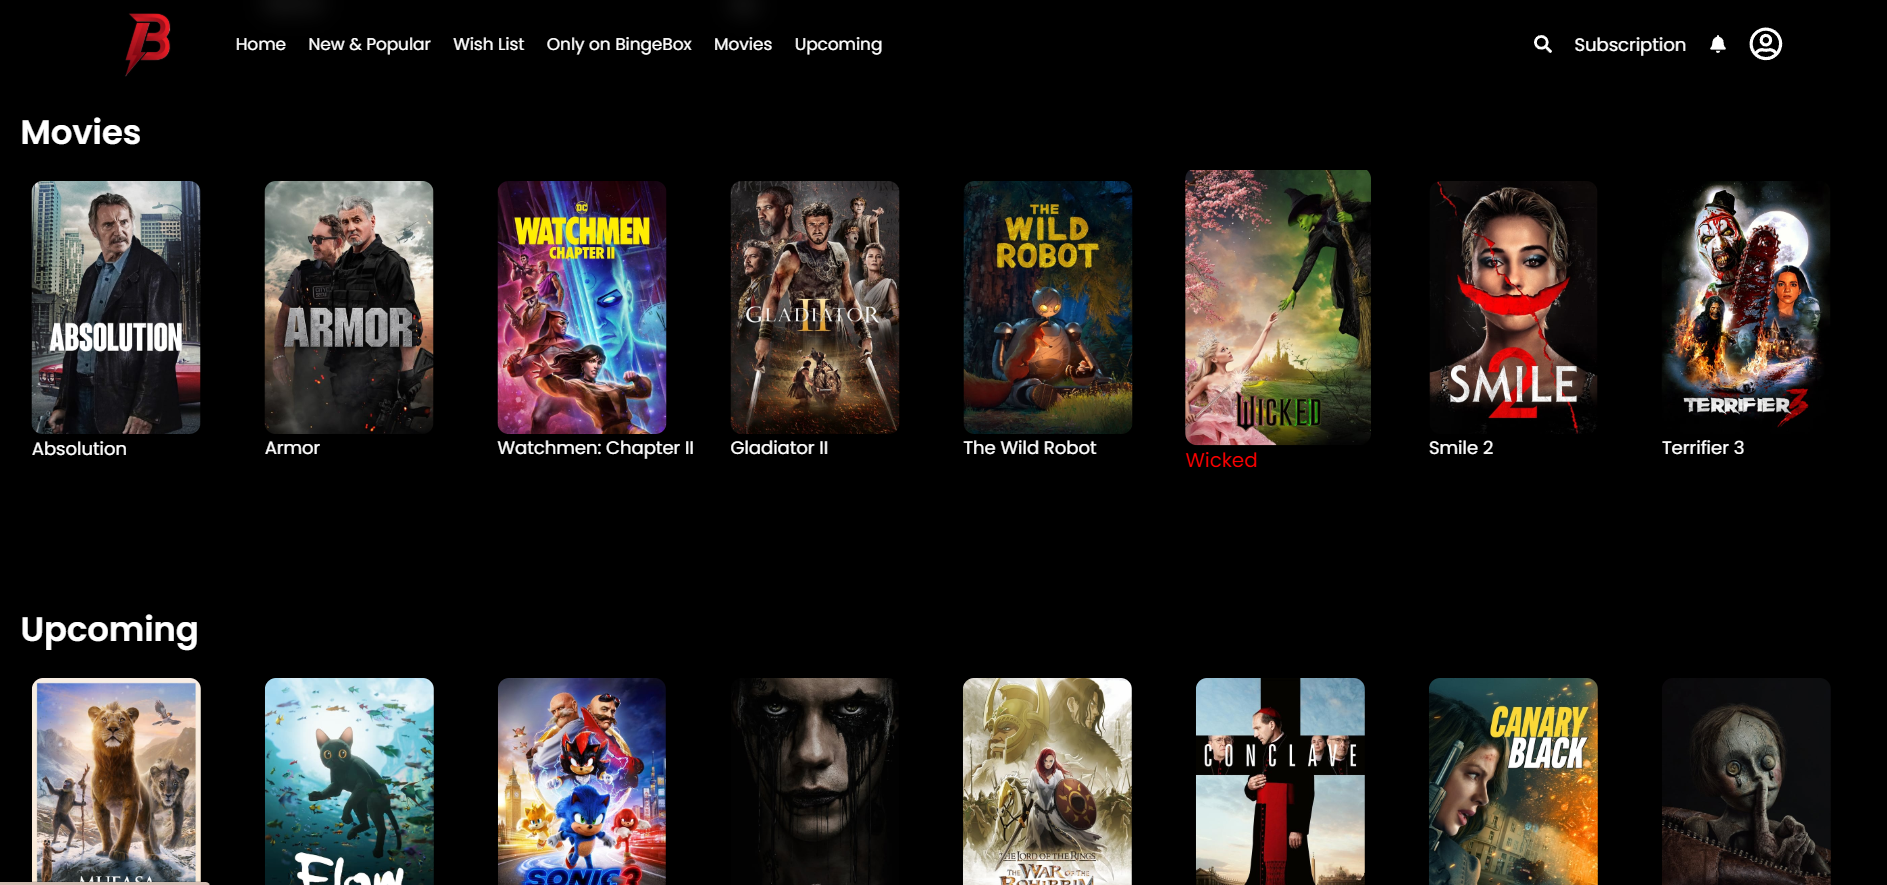 B
Home New & Popular Wish List Only on BingeBox Movies Upcoming
Subscription
Movies
ABSOLUTION
ARMOR
DC
WATCHMEN
CHAPTER II
GLADIATOR
II
THE
WILD
ROBOT
WICKED
SMILE
2
TERRIFIER 3
Absolution
Armor
Watchmen: Chapter II
Gladiator II
The Wild Robot
Wicked
Smile 2
Terrifier 3
Upcoming
MUFASA
Flow
SONIC 3
THE LORD OF THE RINGS
THE WAR OF THE
ROHIRRIM
CONCLAVE
CANARY
BLACK